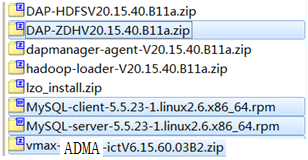 DAP-HDFSV20.15.40.B11a.zip
DAP-ZDHV20.15.40.B11a.zip
dapmanager-agent-V20.15.40.B11a.zip
hadoop-loader-V20.15.40.B11a.zip
lzo_install.zip
MySQL-client-5.5.23-1.linux2.6.x86_64.rpm
MySQL-server-5.5.23-1.linux2.6.x86_64.rpm
vmax-ADMA-ictV6.15.60.03B2.zip